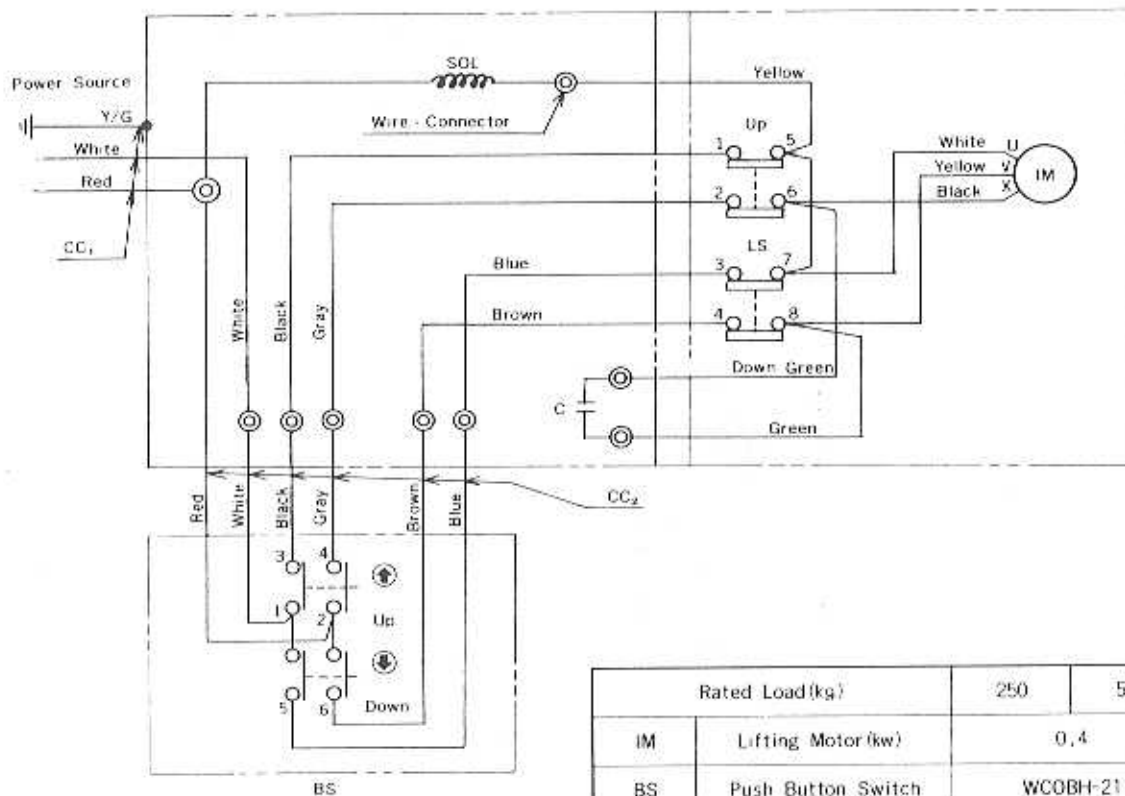 SOL
Yellow
Power Source
Y/G
Wire - Connector
Up
1 5
White
White U
Yellow V
IM
Red
2 6
Black X
CC₁
LS
Blue
3 7
White
Black
Gray
Brown
4 8
Down Green
C
Green
Red
White
Black
Gray
Brown
Blue
CC₂
3 4
1 2
Up
5 6
Down
BS
Rated Load(kg) 250 5
IM Lifting Motor(kw) 0,4
BS Push Button Switch WCOBH-21